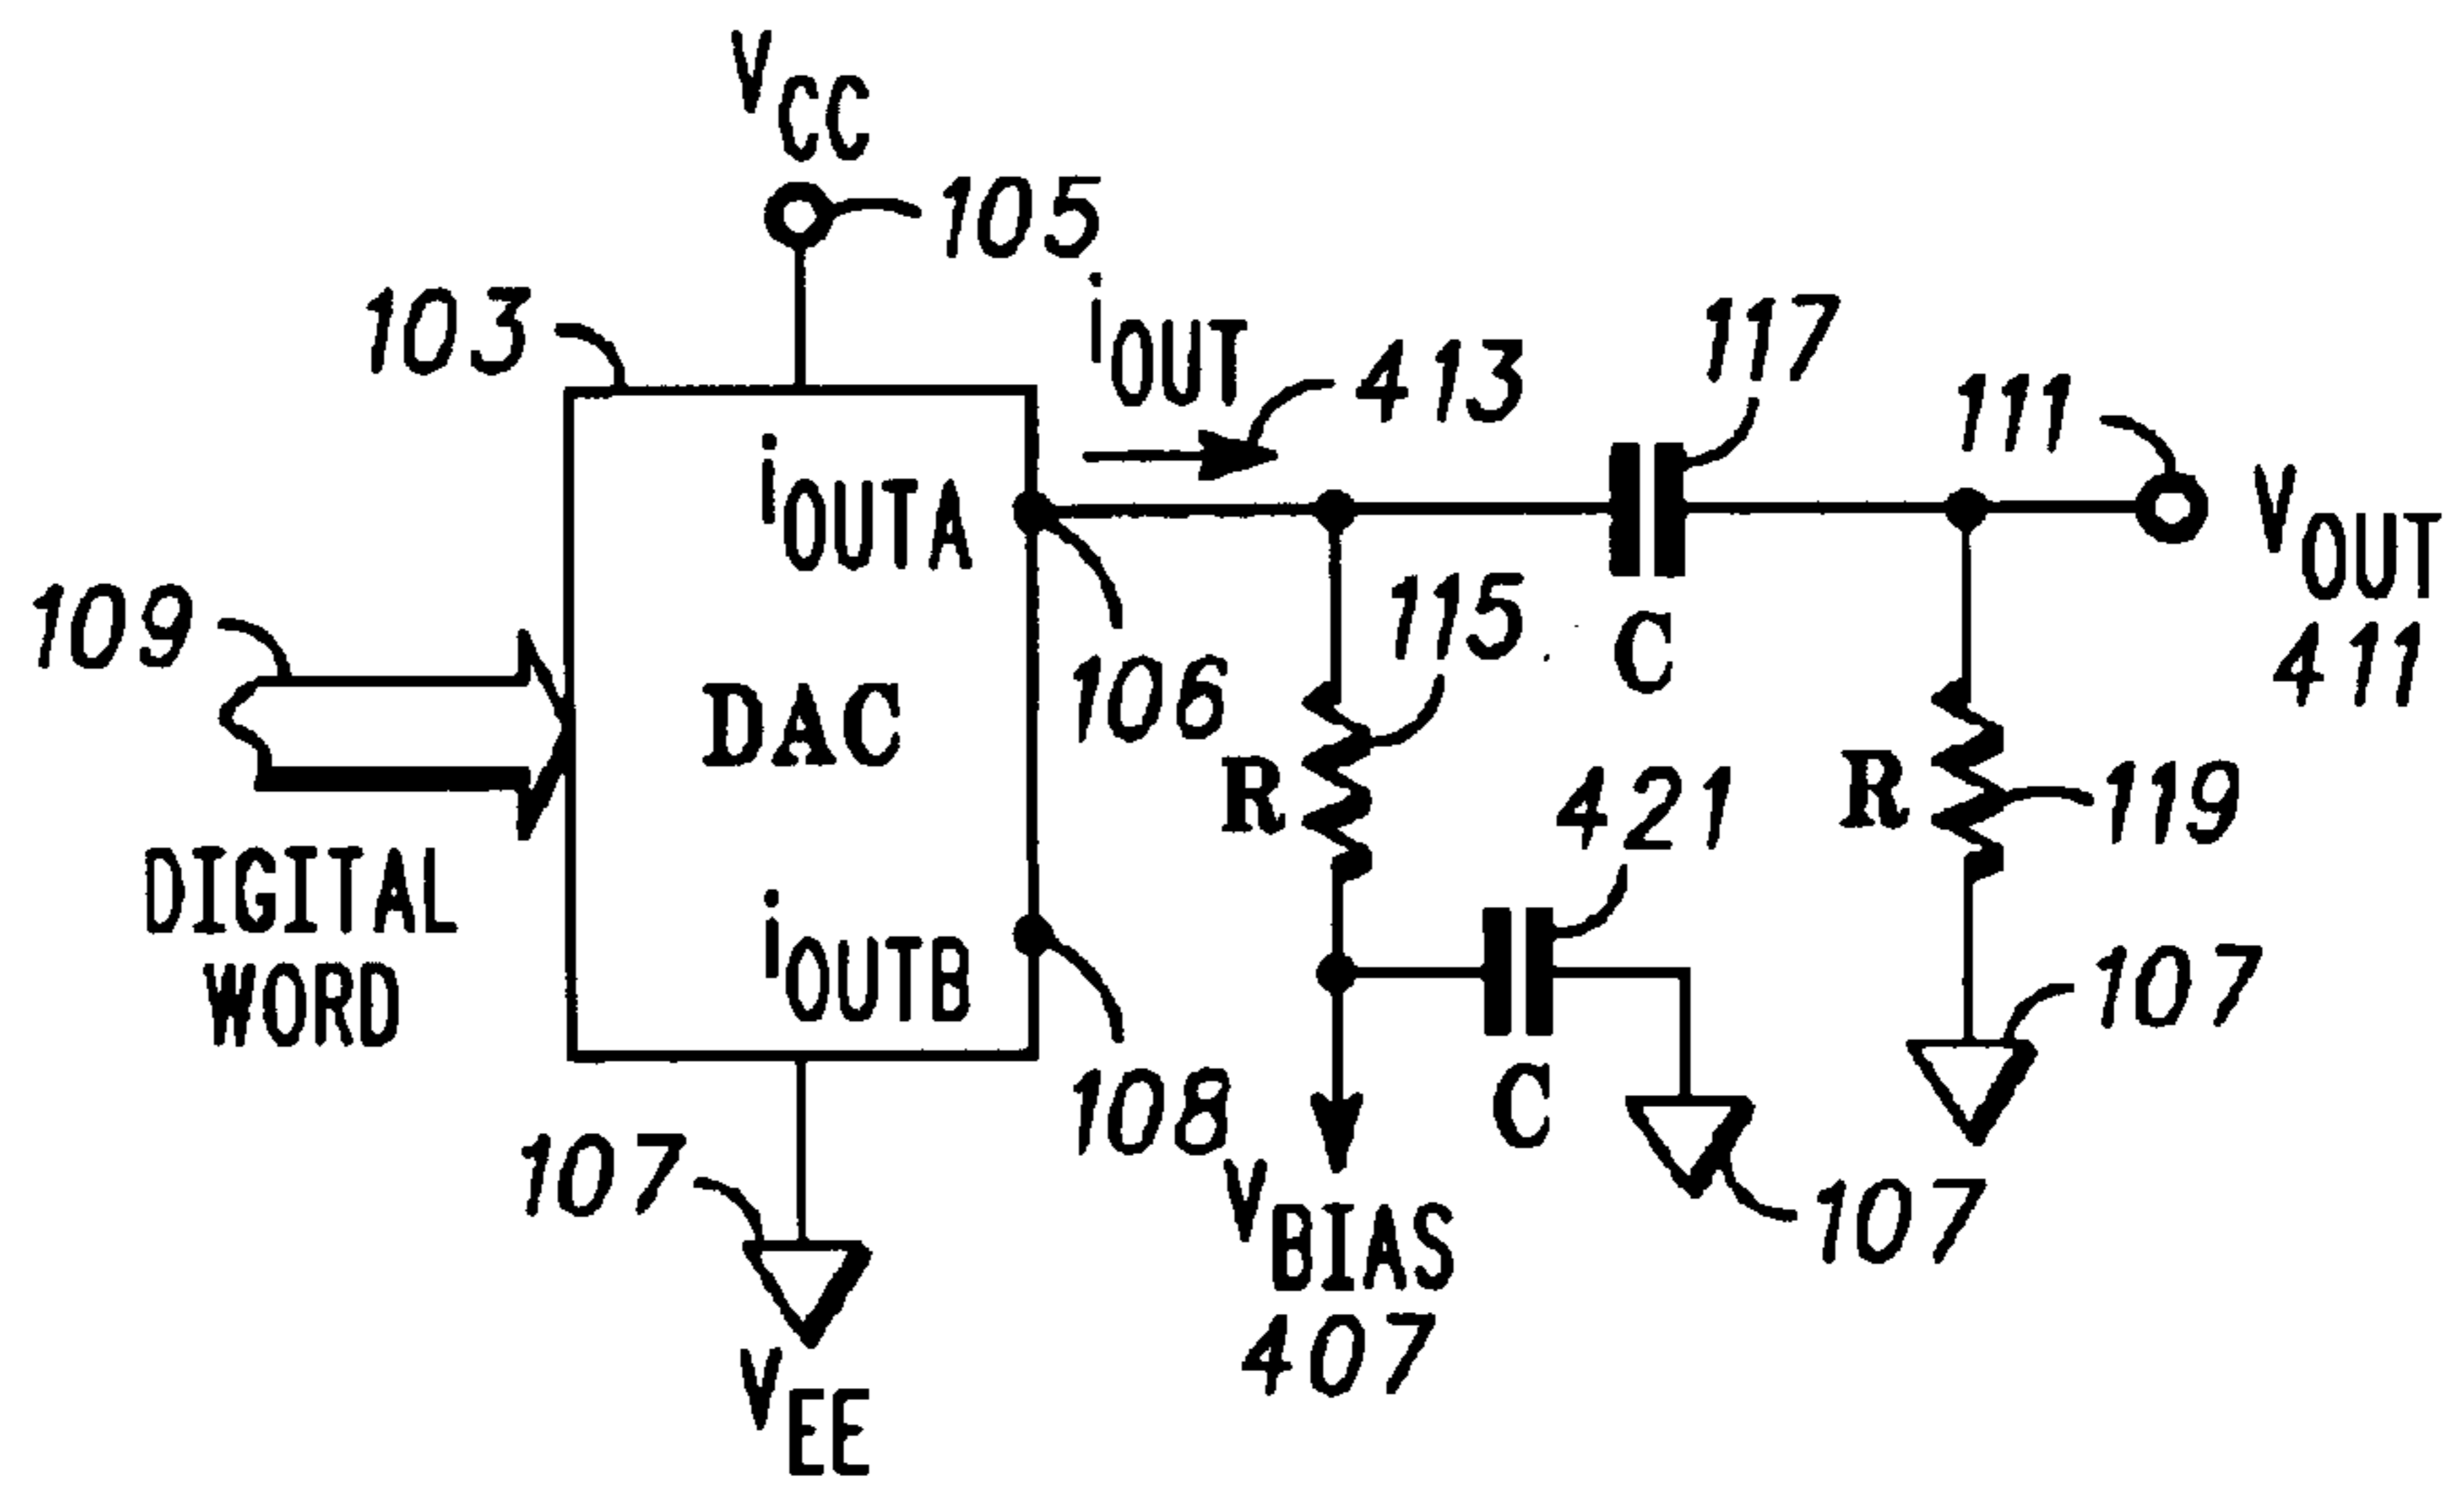 VCC
105
103
iOUT
413
117
111
iOUTA
VOUT
411
109
115
C
106
DAC
R
421
R
119
DIGITAL
WORD
iOUTB
107
108
C
107
VBIAS
407
107
VEE